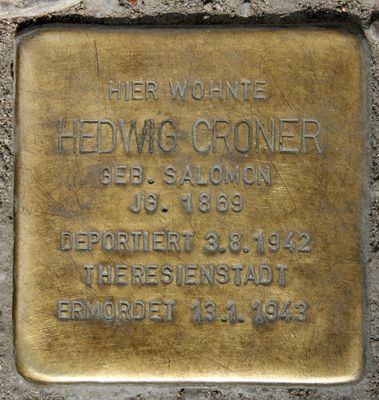 HIER WOHNTE
HEDWIG CRONER
GEB. SALOMON
JG. 1869
DEPORTIERT 3.8.1942
THERESIENSTADT
ERMORDET 13.1.1943